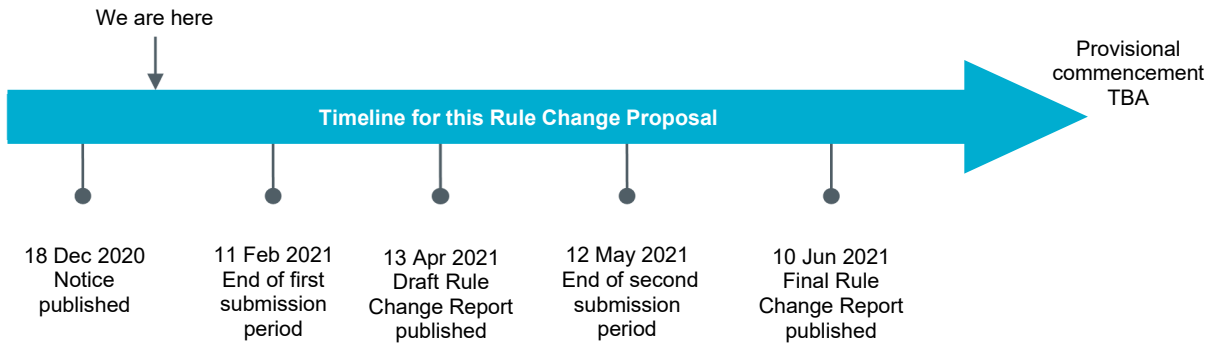 We are here
Provisional
commencement
TBA
Timeline for this Rule Change Proposal
18 Dec 2020
Notice
published
11 Feb 2021
End of first
submission
period
13 Apr 2021
Draft Rule
Change Report
published
12 May 2021
End of second
submission
period
10 Jun 2021
Final Rule
Change Report
published